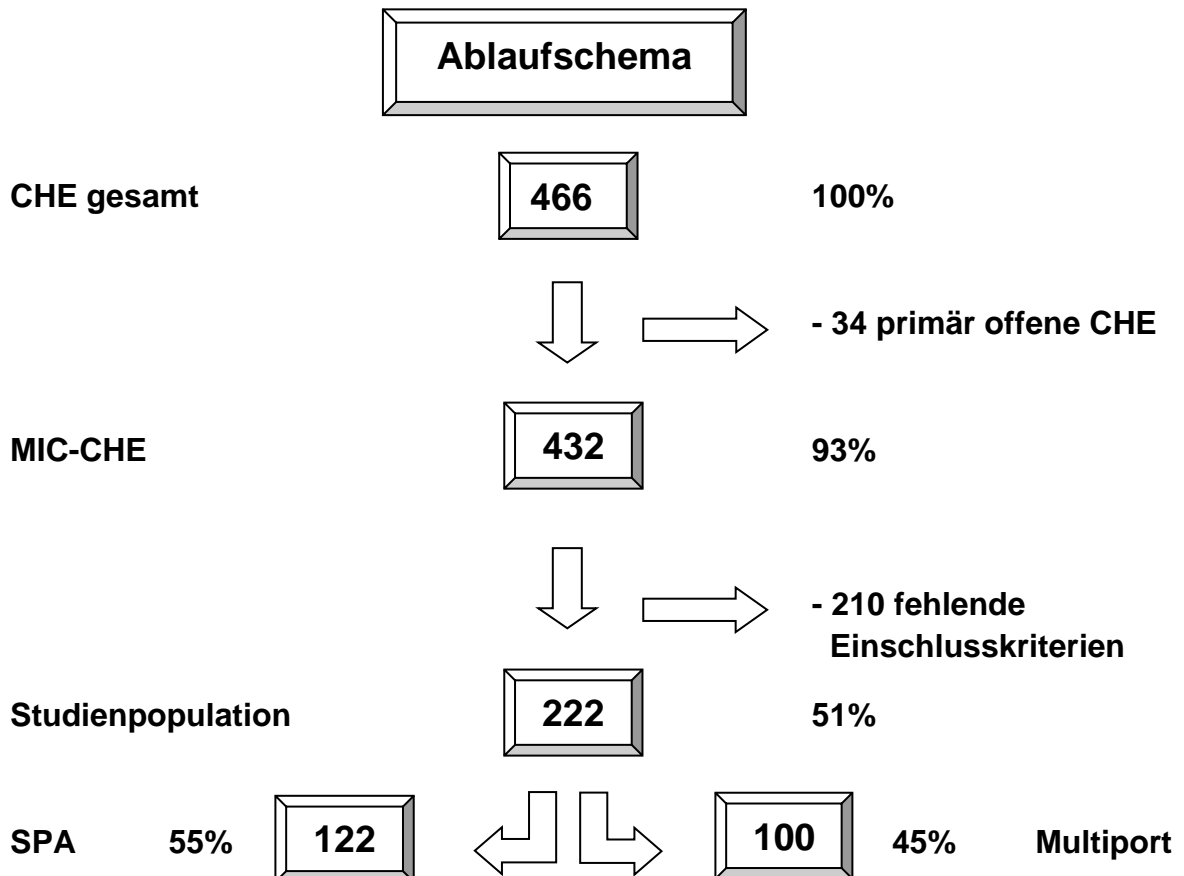 Ablaufschema
CHE gesamt 466 100%
- 34 primär offene CHE
MIC-CHE 432 93%
- 210 fehlende
Einschlusskriterien
Studienpopulation 222 51%
SPA 55% 122 100 45% Multiport